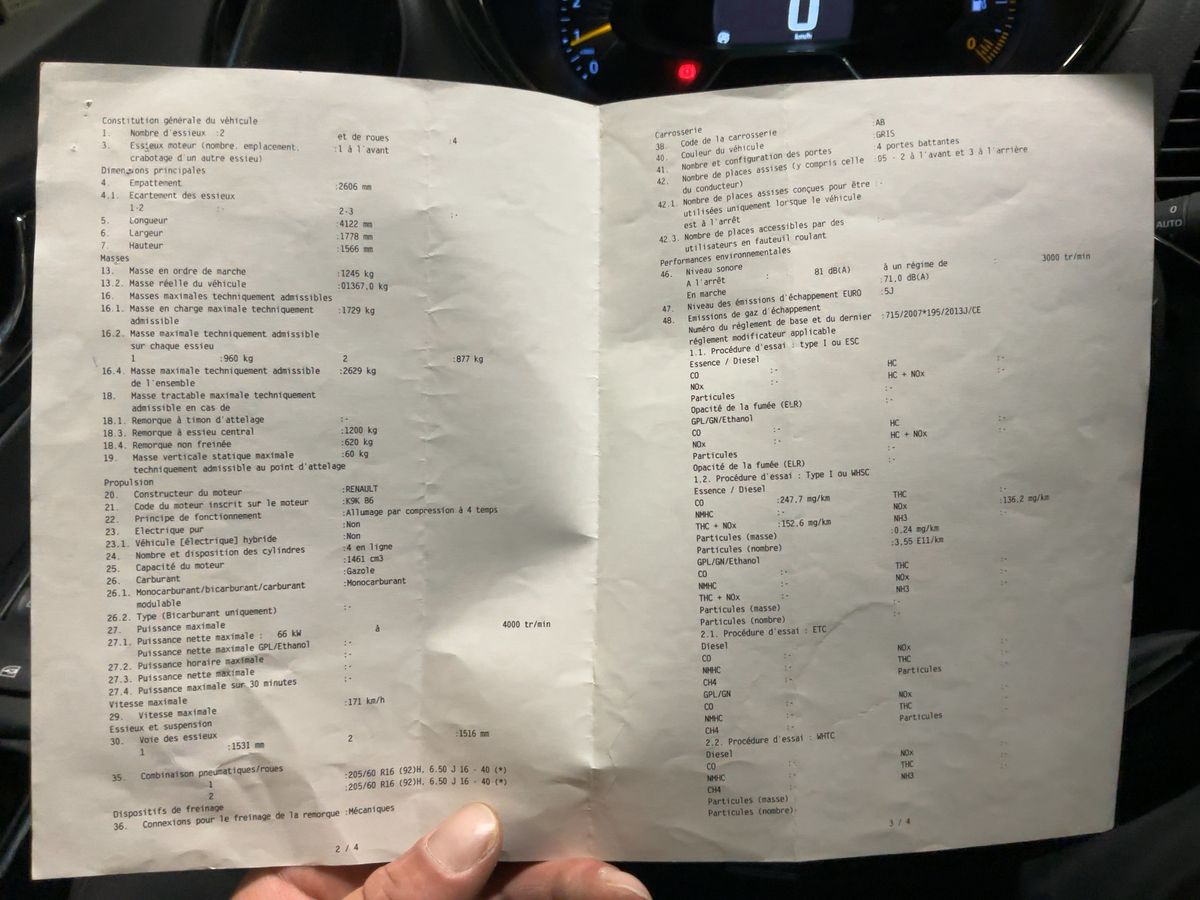 2
1
0
0
km/h
0
0
AUTO
Constitution générale du véhicule
1. Nombre d'essieux :2 et de roues :4
3. Essieux moteur (nombre, emplacement, :1 à l'avant
crabotage d'un autre essieu)
Dimensions principales
4. Empattement :2606 mm
4.1. Ecartement des essieux
1-2 :- 2-3 :-
5. Longueur :4122 mm
6. Largeur :1778 mm
7. Hauteur :1566 mm
Masses
13. Masse en ordre de marche :1245 kg
13.2. Masse réelle du véhicule :01367,0 kg
16. Masses maximales techniquement admissibles
16.1. Masse en charge maximale techniquement :1729 kg
admissible
16.2. Masse maximale techniquement admissible
sur chaque essieu
1 :960 kg 2 :877 kg
16.4. Masse maximale techniquement admissible :2629 kg
de l'ensemble
18. Masse tractable maximale techniquement
admissible en cas de
18.1. Remorque à timon d'attelage :-
18.3. Remorque à essieu central :1200 kg
18.4. Remorque non freinée :620 kg
19. Masse verticale statique maximale :60 kg
techniquement admissible au point d'attelage
Propulsion
20. Constructeur du moteur :RENAULT
21. Code du moteur inscrit sur le moteur :K9K B6
22. Principe de fonctionnement :Allumage par compression à 4 temps
23. Electrique pur :Non
23.1. Véhicule [électrique] hybride :Non
24. Nombre et disposition des cylindres :4 en ligne
25. Capacité du moteur :1461 cm3
26. Carburant :Gazole
26.1. Monocarburant/bicarburant/carburant :Monocarburant
modulable
26.2. Type (Bicarburant uniquement) :-
27. Puissance maximale
27.1. Puissance nette maximale : 66 kW à 4000 tr/min
Puissance nette maximale GPL/Ethanol :-
27.2. Puissance horaire maximale :-
27.3. Puissance nette maximale :-
27.4. Puissance maximale sur 30 minutes :-
Vitesse maximale
29. Vitesse maximale :171 km/h
Essieux et suspension
30. Voie des essieux
1 :1531 mm 2 :1516 mm
35. Combinaison pneumatiques/roues
1 :205/60 R16 (92)H, 6.50 J 16 - 40 (*)
2 :205/60 R16 (92)H, 6.50 J 16 - 40 (*)
Dispositifs de freinage
36. Connexions pour le freinage de la remorque :Mécaniques
2 / 4
Carrosserie
38. Code de la carrosserie :AB
40. Couleur du véhicule :GRIS
41. Nombre et configuration des portes :4 portes battantes
42. Nombre de places assises (y compris celle :05 - 2 à l'avant et 3 à l'arrière
du conducteur)
42.1. Nombre de places assises conçues pour être :-
utilisées uniquement lorsque le véhicule
est à l'arrêt
42.3. Nombre de places accessibles par des :-
utilisateurs en fauteuil roulant
Performances environnementales
46. Niveau sonore
A l'arrêt : 81 dB(A) à un régime de : 3000 tr/min
En marche :71,0 dB(A)
47. Niveau des émissions d'échappement EURO :5J
48. Emissions de gaz d'échappement
Numéro du réglement de base et du dernier :715/2007*195/2013J/CE
réglement modificateur applicable
1.1. Procédure d'essai : type I ou ESC
Essence / Diesel
CO :- HC :-
NOx :- HC + NOx :-
Particules :-
Opacité de la fumée (ELR) :-
GPL/GN/Ethanol
CO :- HC :-
NOx :- HC + NOx :-
Particules :-
Opacité de la fumée (ELR) :-
1.2. Procédure d'essai : Type I ou WHSC
Essence / Diesel
CO :247,7 mg/km THC :-
NMHC :- NOx :136,2 mg/km
THC + NOx :152,6 mg/km NH3 :-
Particules (masse) :0,24 mg/km
Particules (nombre) :3,55 E11/km
GPL/GN/Ethanol
CO :- THC :-
NMHC :- NOx :-
THC + NOx :- NH3 :-
Particules (masse) :-
Particules (nombre) :-
2.1. Procédure d'essai : ETC
Diesel
CO :- NOx :-
NMHC :- THC :-
CH4 :- Particules :-
GPL/GN
CO :- NOx :-
NMHC :- THC :-
CH4 :- Particules :-
2.2. Procédure d'essai : WHTC
Diesel
CO :- NOx :-
NMHC :- THC :-
CH4 :- NH3 :-
Particules (masse) :-
Particules (nombre):-
3 / 4